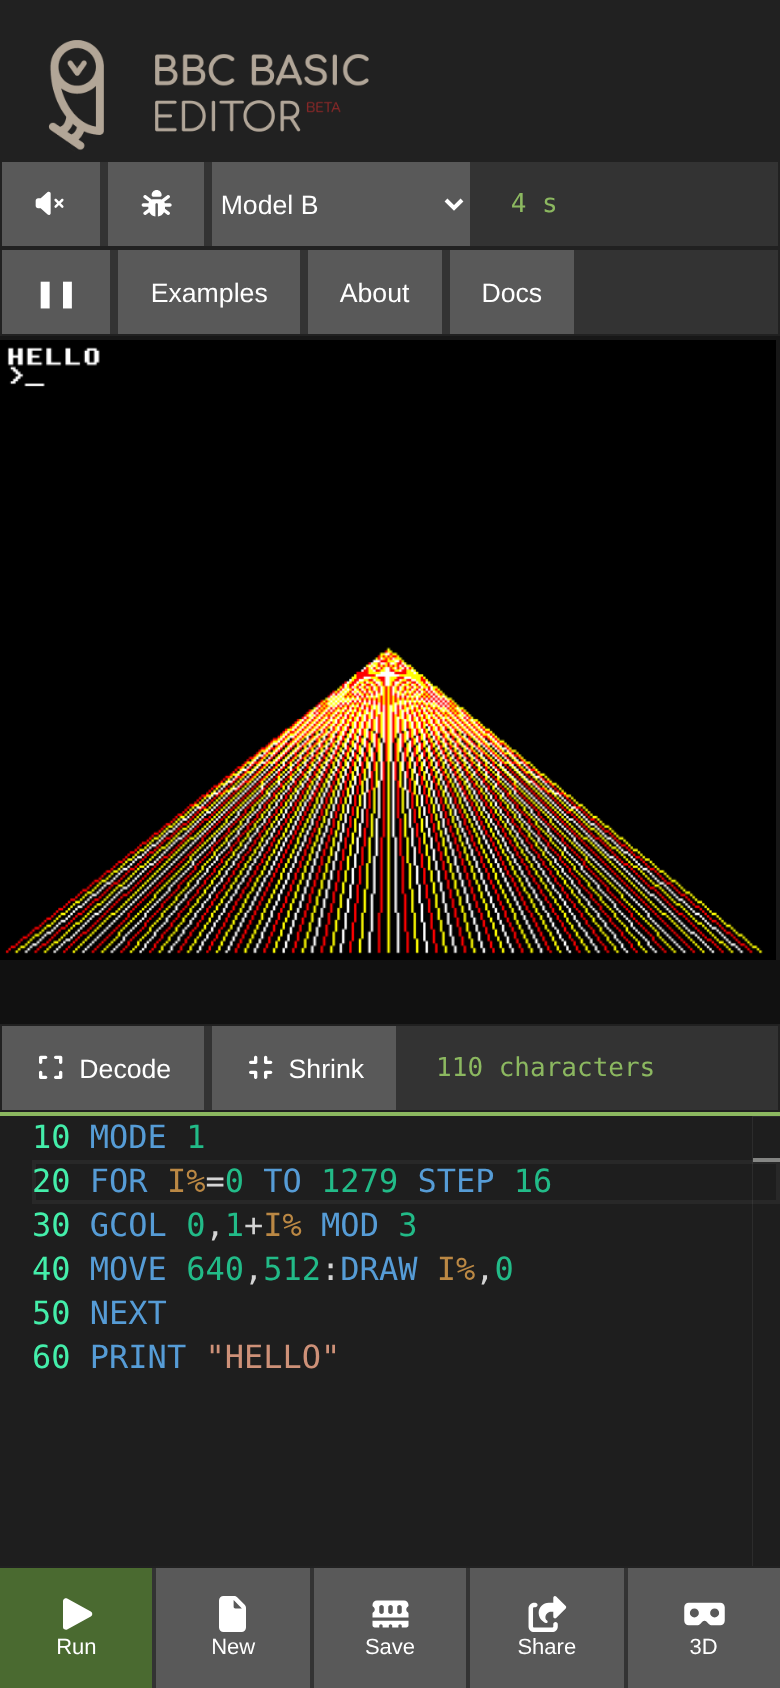 BBC BASIC
EDITOR BETA
Model B
4 s
Examples
About
Docs
HELLO
>_
Decode
Shrink
110 characters
10 MODE 1
20 FOR I%=0 TO 1279 STEP 16
30 GCOL 0,1+I% MOD 3
40 MOVE 640,512:DRAW I%,0
50 NEXT
60 PRINT "HELLO"
Run
New
Save
Share
3D